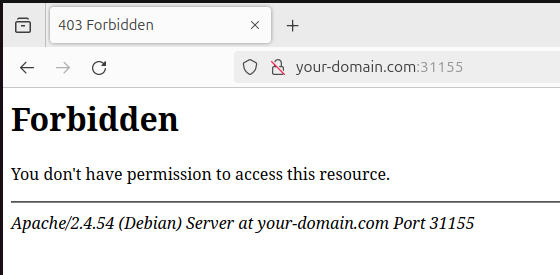 403 Forbidden
your-domain.com:31155
Forbidden
You don't have permission to access this resource.
Apache/2.4.54 (Debian) Server at your-domain.com Port 31155